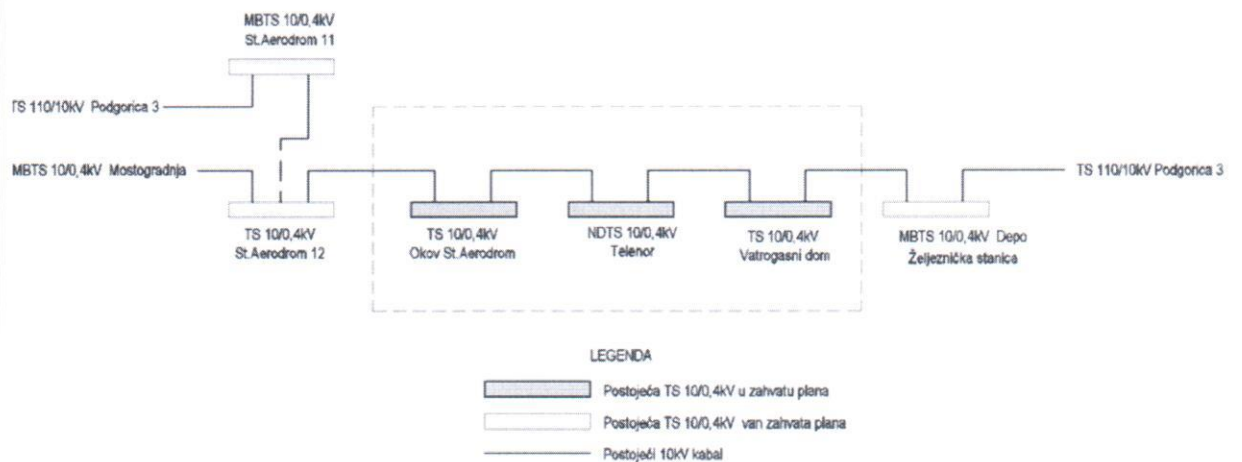 MBTS 10/0,4kV
St.Aerodrom 11
TS 110/10kV Podgorica 3
MBTS 10/0,4kV Mostogradnja
TS 110/10kV Podgorica 3
TS 10/0,4kV
St.Aerodrom 12
TS 10/0,4kV
Okov St.Aerodrom
NDTS 10/0,4kV
Telenor
TS 10/0,4kV
Vatrogasni dom
MBTS 10/0,4kV Depo
Željeznička stanica
LEGENDA
Postojeća TS 10/0,4kV u zahvatu plana
Postojeća TS 10/0,4kV van zahvata plana
Postojeći 10kV kabal